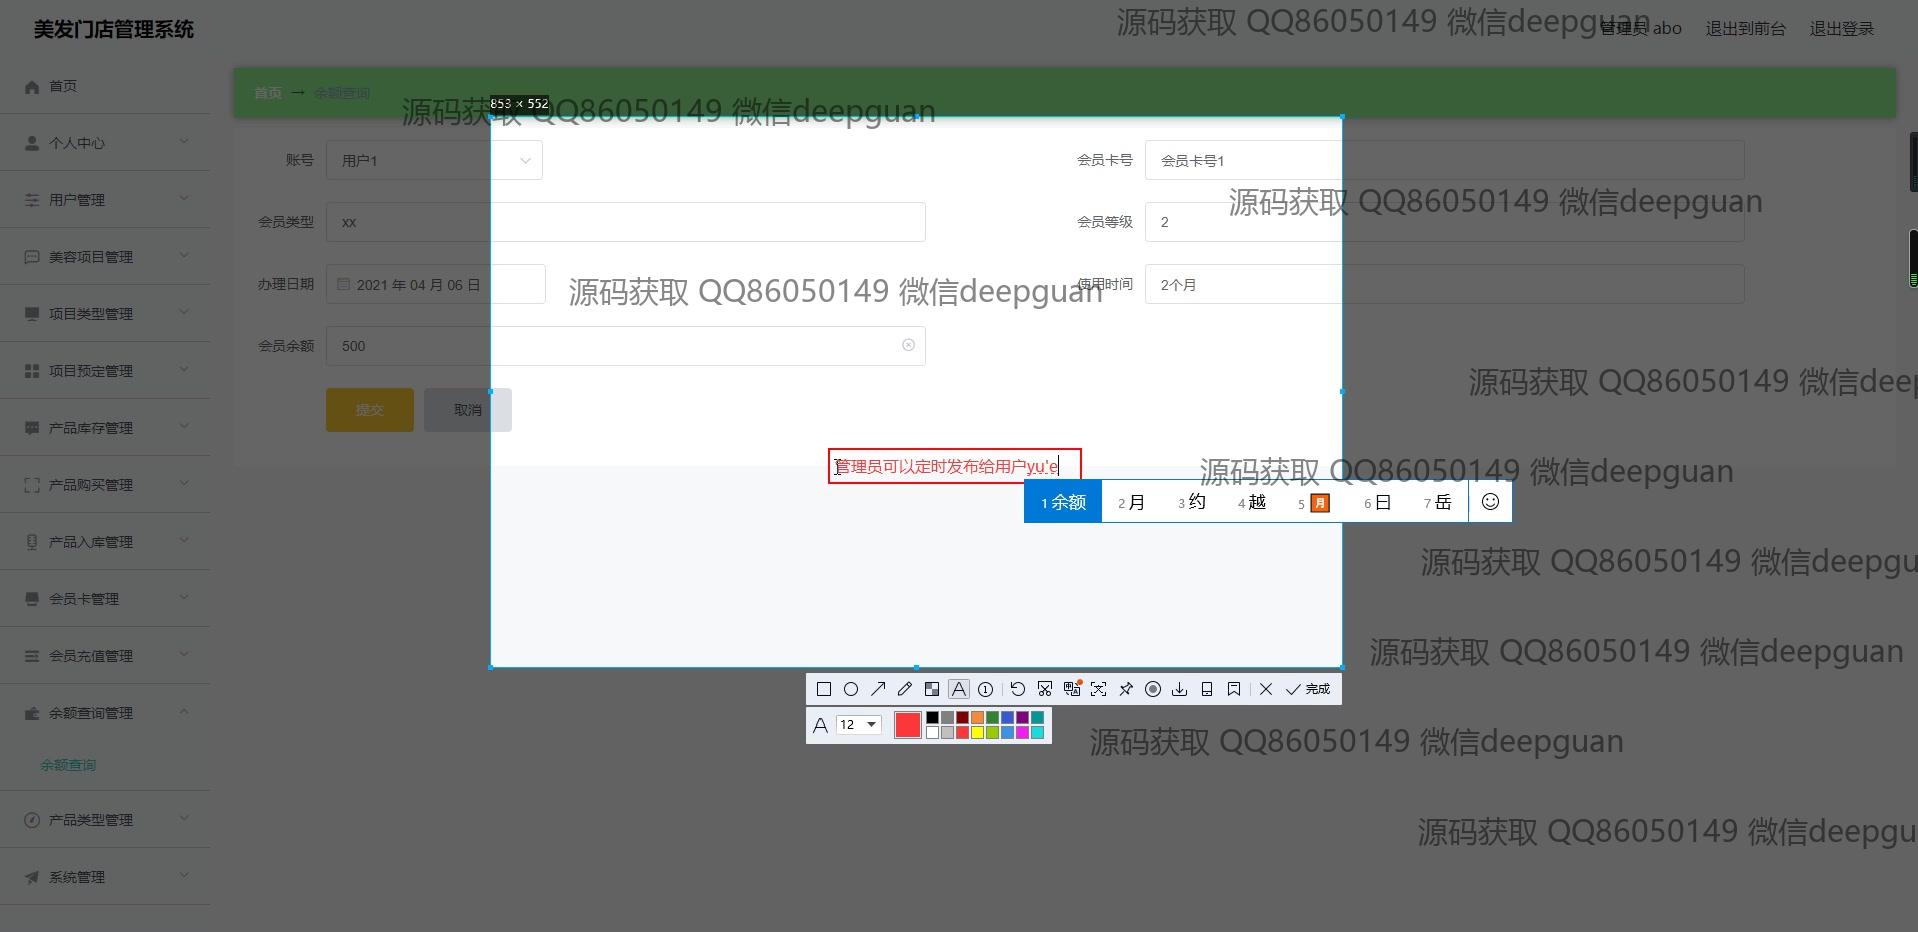 美发门店管理系统
源码获取 QQ86050149 微信deepguan
管理员 abo
退出到前台
退出登录
首页
个人中心
用户管理
美容项目管理
项目类型管理
项目预定管理
产品库存管理
产品购买管理
产品入库管理
会员卡管理
会员充值管理
余额查询管理
余额查询
产品类型管理
系统管理
首页 → 余额查询
853 × 552
源码获取 QQ86050149 微信deepguan
账号 用户1
会员卡号 会员卡号1
源码获取 QQ86050149 微信deepguan
会员类型 xx
会员等级 2
办理日期 2021 年 04 月 06 日
源码获取 QQ86050149 微信deepguan
使用时间 2个月
会员余额 500
源码获取 QQ86050149 微信deep
提交 取消
管理员可以定时发布给用户yu'e
源码获取 QQ86050149 微信deepguan
1 余额 2 月 3 约 4 越 5 月 6 曰 7 岳
源码获取 QQ86050149 微信deepgu
源码获取 QQ86050149 微信deepguan
完成
A 12
源码获取 QQ86050149 微信deepguan
源码获取 QQ86050149 微信deepgu